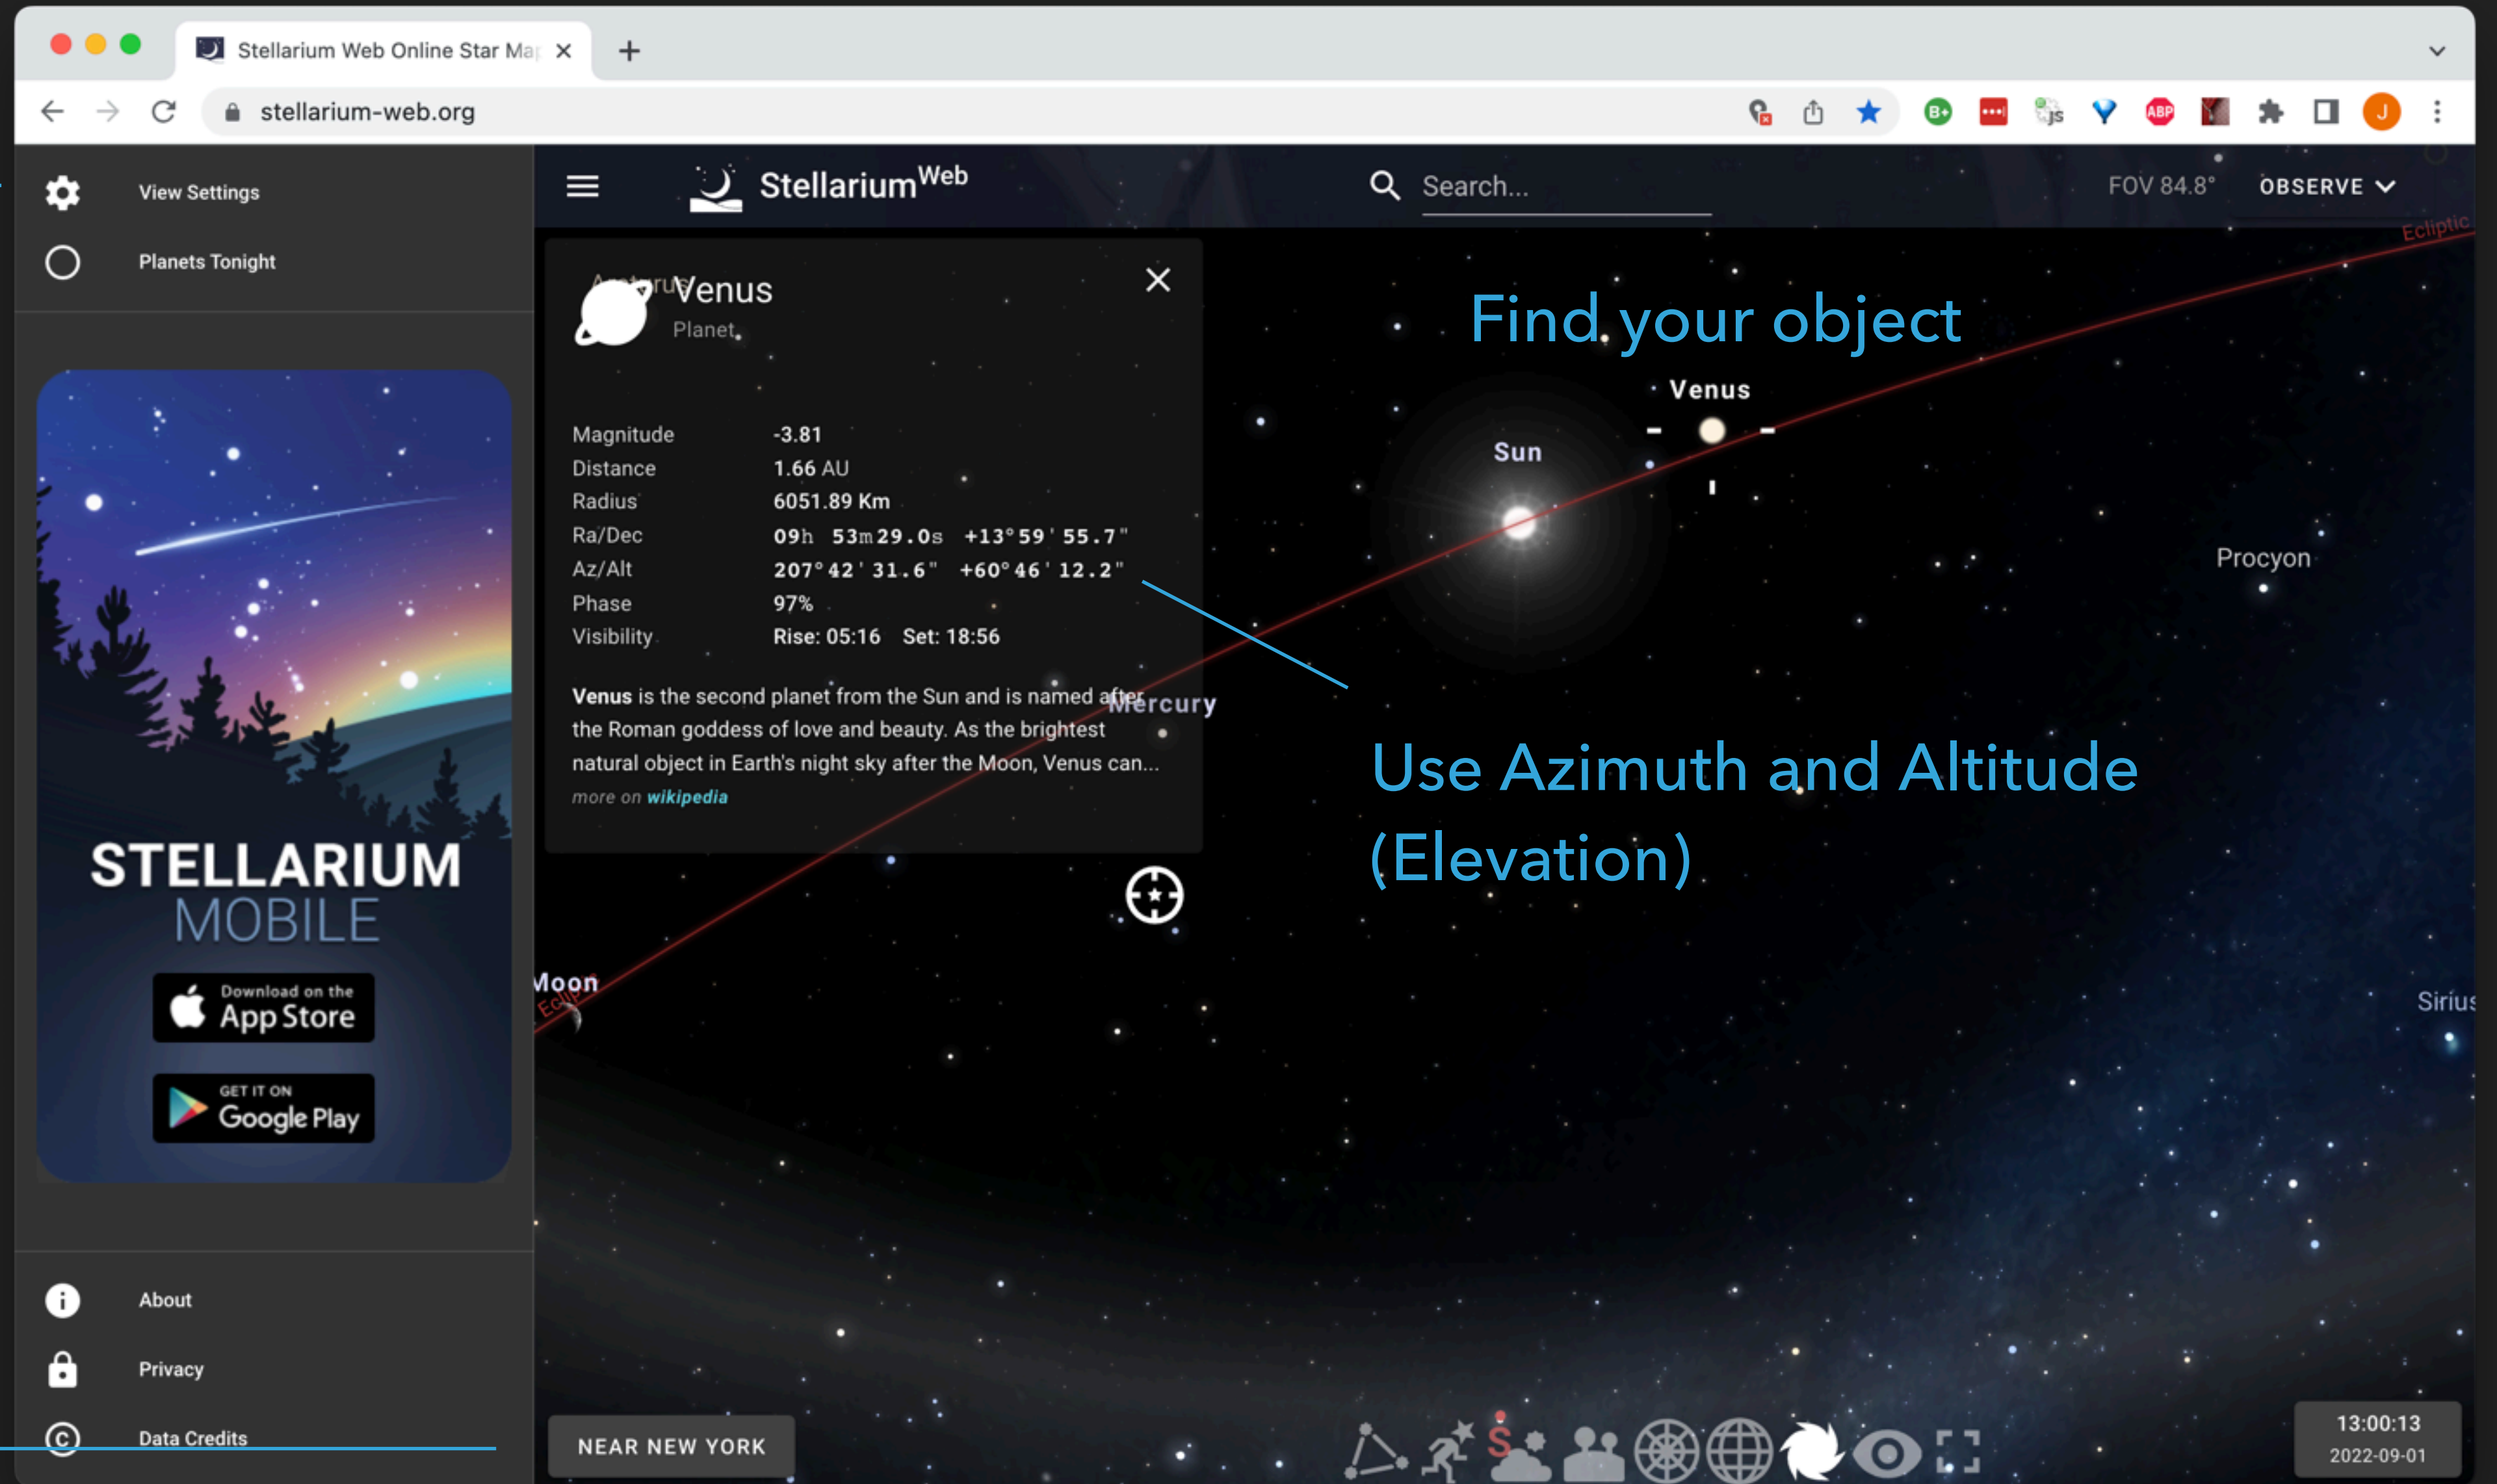 Stellarium Web Online Star Map
stellarium-web.org
View Settings
Planets Tonight
STELLARIUM
MOBILE
Download on the
App Store
GET IT ON
Google Play
About
Privacy
Data Credits
StellariumWeb
Search...
FOV 84.8°
OBSERVE
Ecliptic
Arcturus
Venus
Planet
Magnitude -3.81
Distance 1.66 AU
Radius 6051.89 Km
Ra/Dec 09h 53m29.0s +13°59'55.7"
Az/Alt 207°42'31.6" +60°46'12.2"
Phase 97%
Visibility Rise: 05:16 Set: 18:56
Venus is the second planet from the Sun and is named after
the Roman goddess of love and beauty. As the brightest
natural object in Earth's night sky after the Moon, Venus can...
more on wikipedia
Find your object
Venus
Sun
Procyon
Mercury
Use Azimuth and Altitude
(Elevation)
Moon
Ecliptic
Sirius
S
NEAR NEW YORK
13:00:13
2022-09-01
B+
js
ABP
J